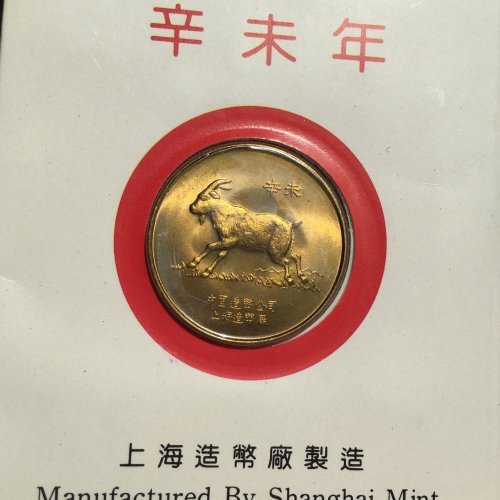 辛未年
辛未
中国造幣公司
上海造幣廠
上海造幣廠製造
Manufactured By Shanghai Mint